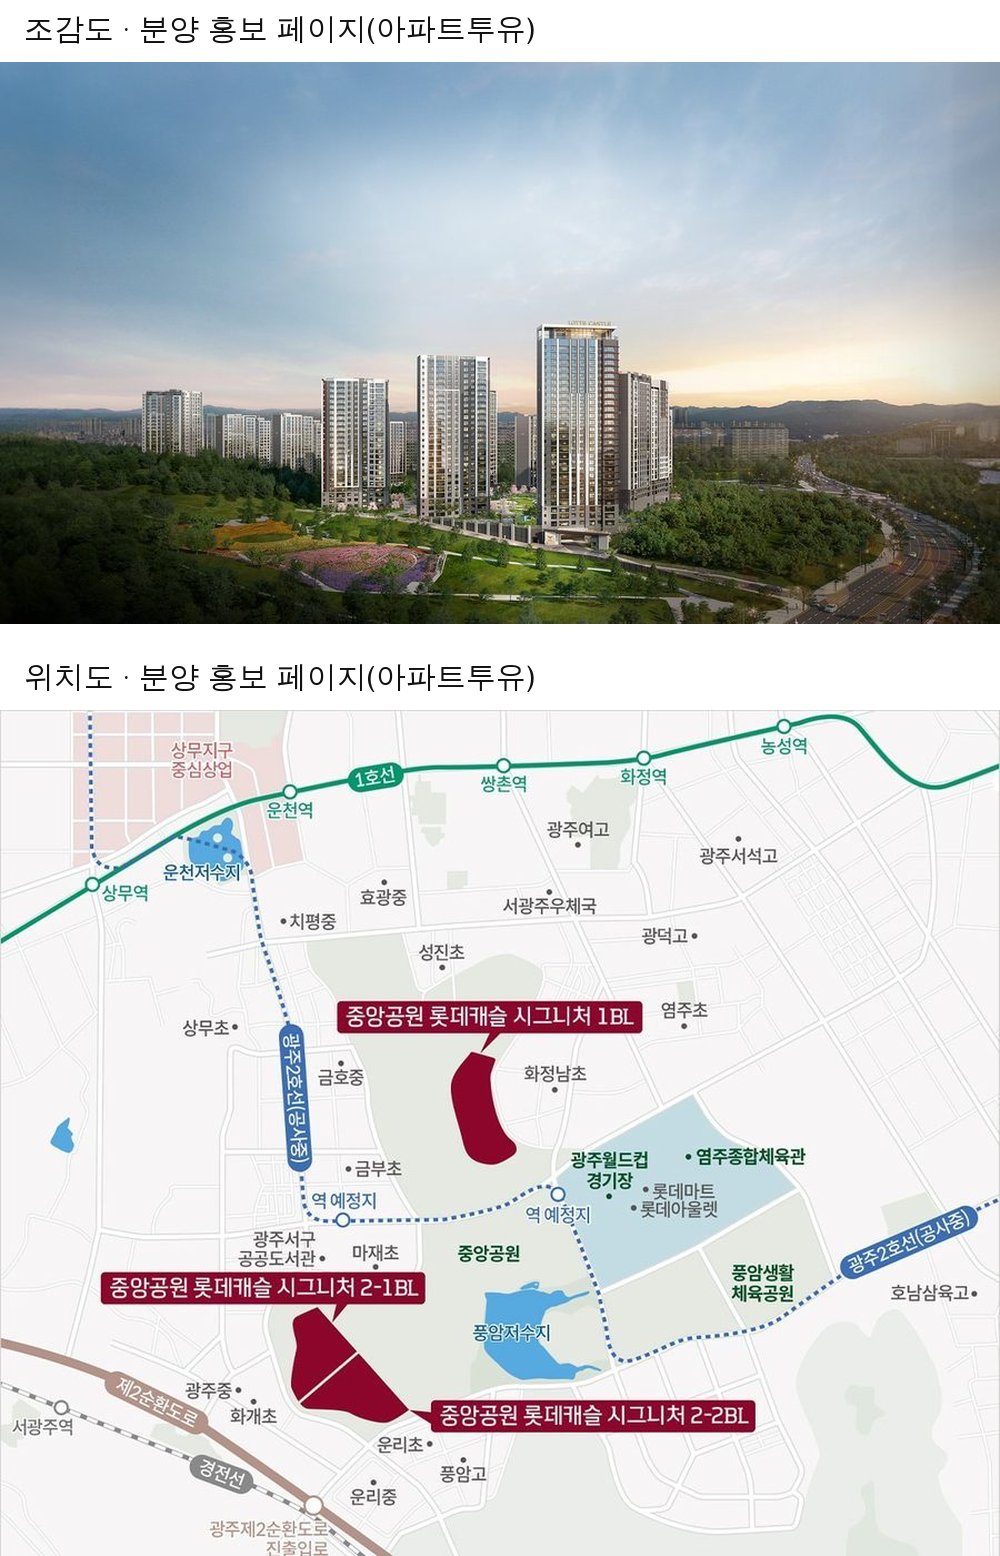 조감도 · 분양 홍보 페이지(아파트투유)
LOTTE CASTLE
위치도 · 분양 홍보 페이지(아파트투유)
상무지구
중심상업
농성역
1호선
쌍촌역
화정역
운천역
광주여고
광주서석고
운천저수지
상무역
효광중
서광주우체국
치평중
광덕고
성진초
중앙공원 롯데캐슬 시그니처 1BL
염주초
상무초
광주2호선(공사중)
금호중
화정남초
광주월드컵
경기장
염주종합체육관
금부초
롯데마트
롯데아울렛
역 예정지
역 예정지
광주서구
공공도서관
마재초
중앙공원
광주2호선(공사중)
중앙공원 롯데캐슬 시그니처 2-1BL
풍암생활
체육공원
호남삼육고
풍암저수지
제2순환도로
광주중
화개초
서광주역
중앙공원 롯데캐슬 시그니처 2-2BL
운리초
경전선
풍암고
운리중
광주제2순환도로
진출입로